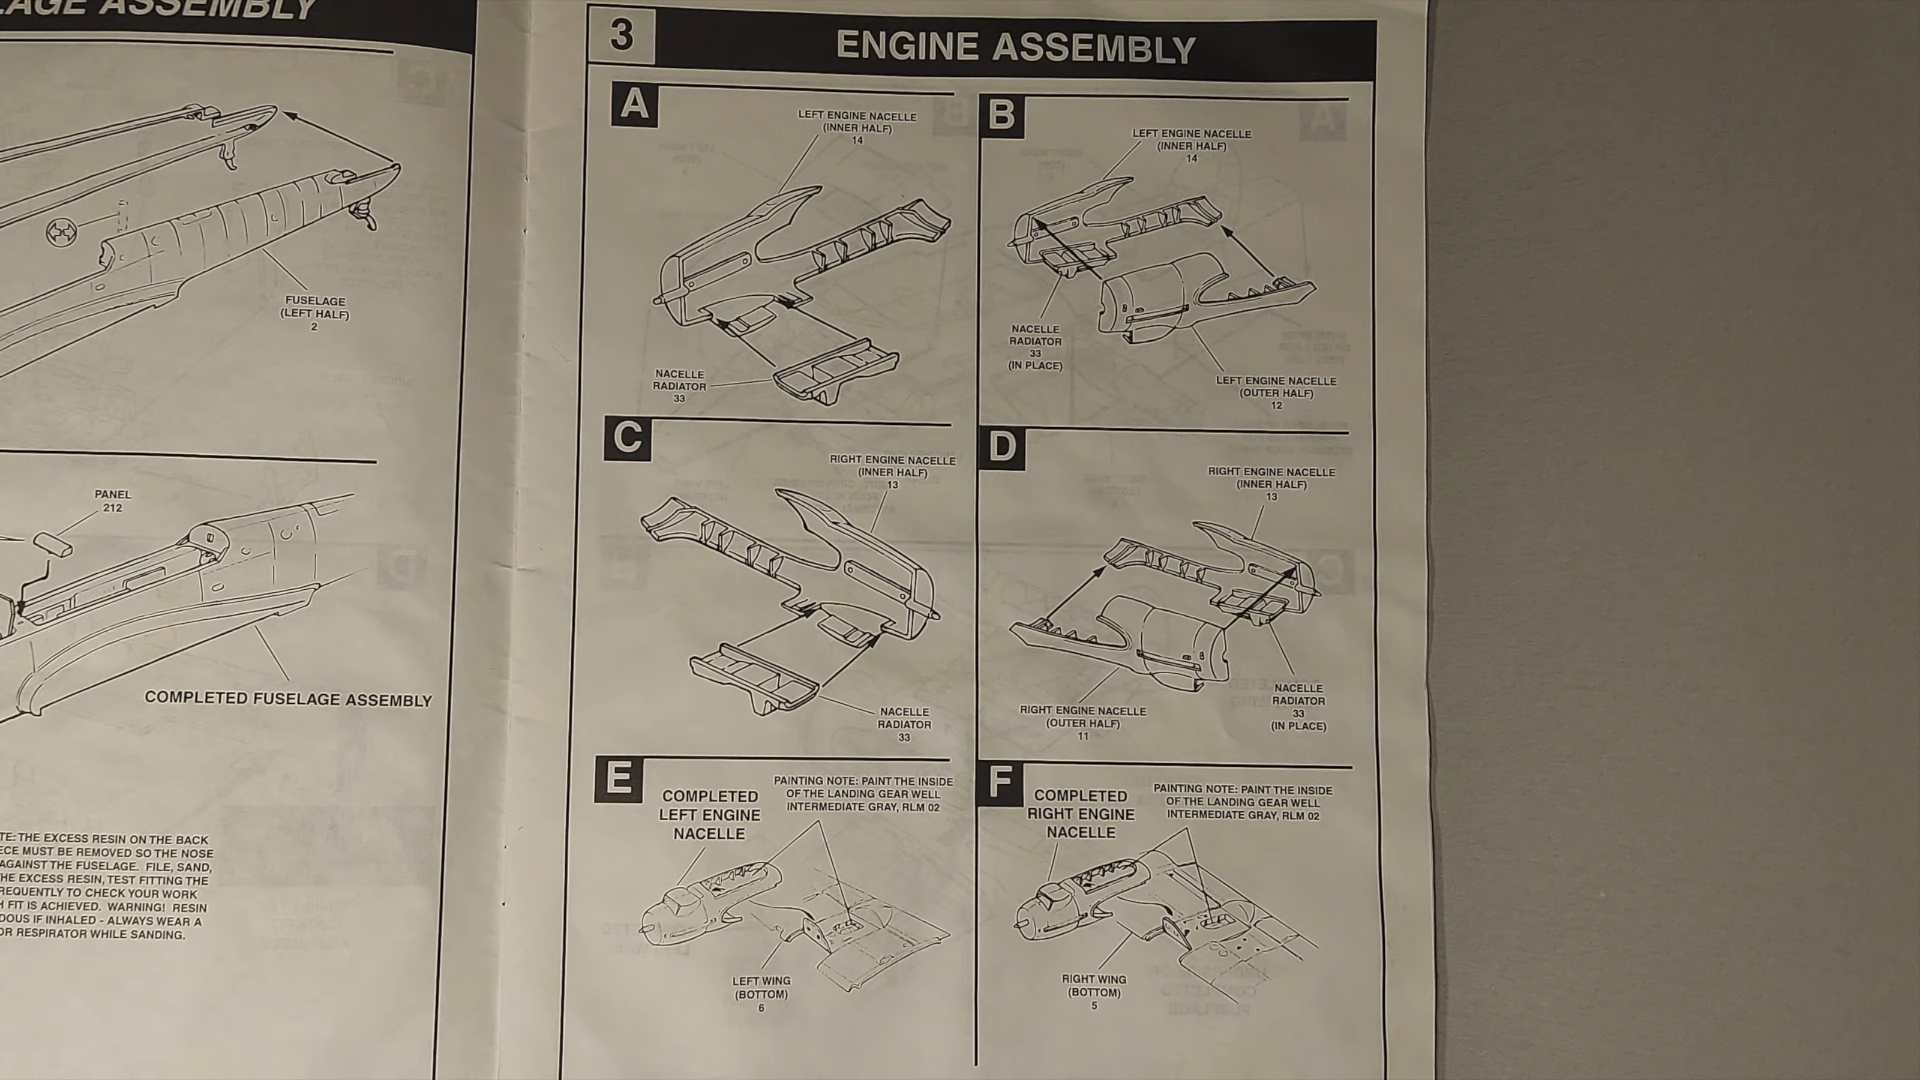 LAGE ASSEMBLY
FUSELAGE
(LEFT HALF)
2
PANEL
212
COMPLETED FUSELAGE ASSEMBLY
TE: THE EXCESS RESIN ON THE BACK
ECE MUST BE REMOVED SO THE NOSE
AGAINST THE FUSELAGE. FILE, SAND,
HE EXCESS RESIN, TEST FITTING THE
REQUENTLY TO CHECK YOUR WORK
FIT IS ACHIEVED. WARNING! RESIN
DOUS IF INHALED - ALWAYS WEAR A
OR RESPIRATOR WHILE SANDING.
3
ENGINE ASSEMBLY
A
LEFT ENGINE NACELLE
(INNER HALF)
14
NACELLE
RADIATOR
33
B
LEFT ENGINE NACELLE
(INNER HALF)
14
NACELLE
RADIATOR
33
(IN PLACE)
LEFT ENGINE NACELLE
(OUTER HALF)
12
C
RIGHT ENGINE NACELLE
(INNER HALF)
13
NACELLE
RADIATOR
33
D
RIGHT ENGINE NACELLE
(INNER HALF)
13
RIGHT ENGINE NACELLE
(OUTER HALF)
11
NACELLE
RADIATOR
33
(IN PLACE)
E
COMPLETED
LEFT ENGINE
NACELLE
PAINTING NOTE: PAINT THE INSIDE
OF THE LANDING GEAR WELL
INTERMEDIATE GRAY, RLM 02
LEFT WING
(BOTTOM)
6
F
COMPLETED
RIGHT ENGINE
NACELLE
PAINTING NOTE: PAINT THE INSIDE
OF THE LANDING GEAR WELL
INTERMEDIATE GRAY, RLM 02
RIGHT WING
(BOTTOM)
5